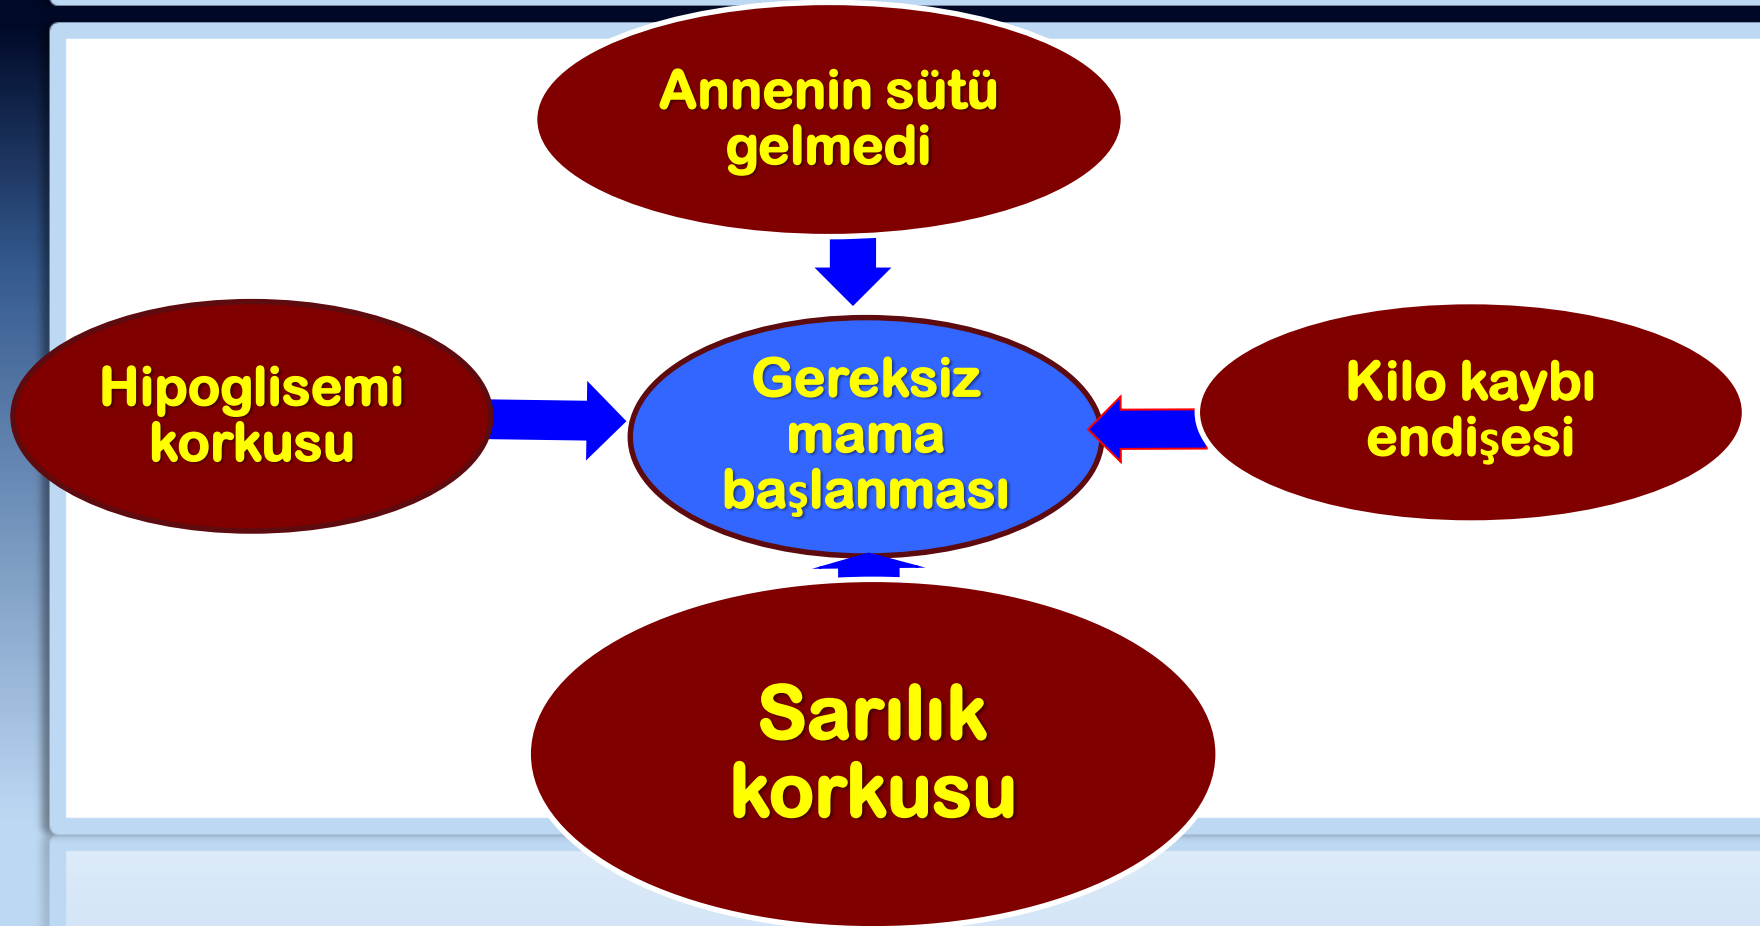 Annenin sütü
gelmedi
Hipoglisemi
korkusu
Gereksiz
mama
başlanması
Kilo kaybı
endişesi
Sarılık
korkusu